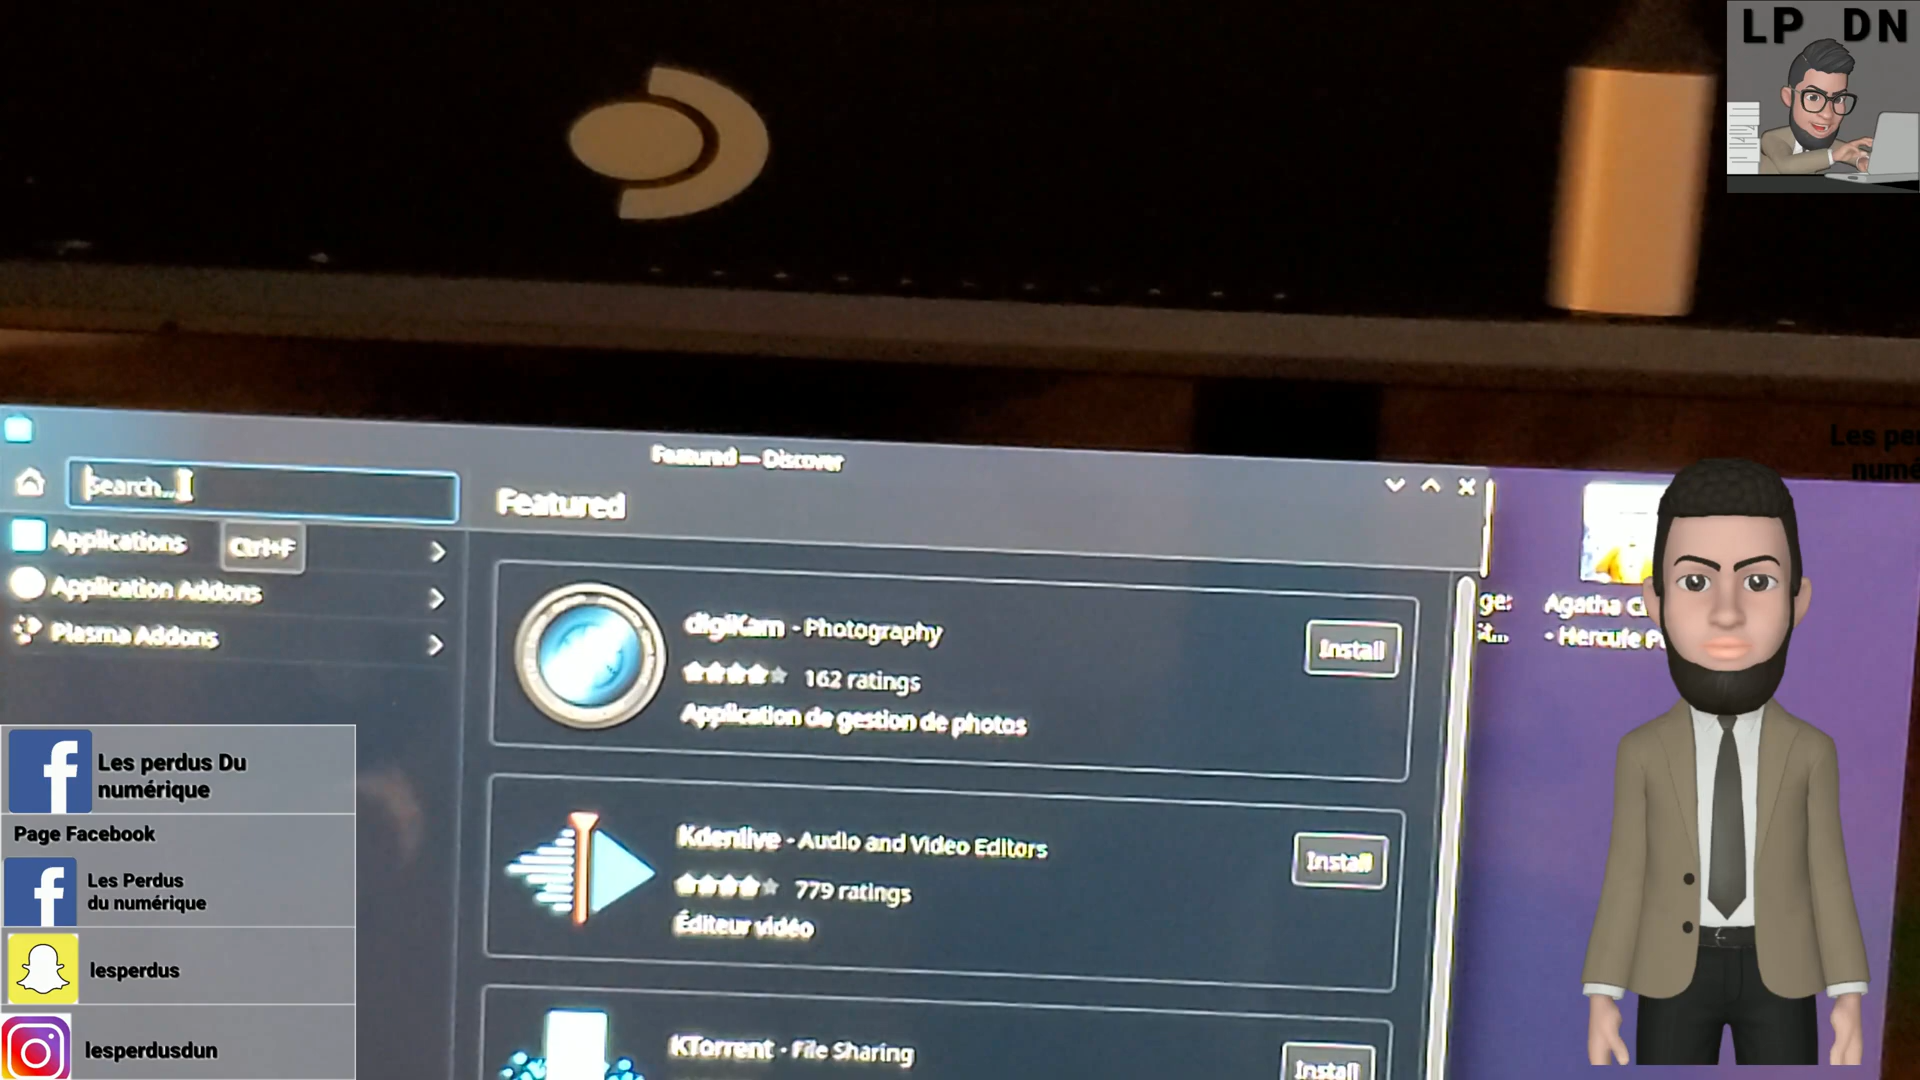 LP DN
Featured — Discover
Search...
Featured
Applications
Ctrl+F
Application Addons
Plasma Addons
digiKam - Photography
162 ratings
Application de gestion de photos
Install
Kdenlive - Audio and Video Editors
779 ratings
Éditeur vidéo
Install
KTorrent - File Sharing
Install
Agatha
- Hercule
Les
Les perdus Du
numérique
Page Facebook
Les Perdus
du numérique
lesperdus
lesperdusdun